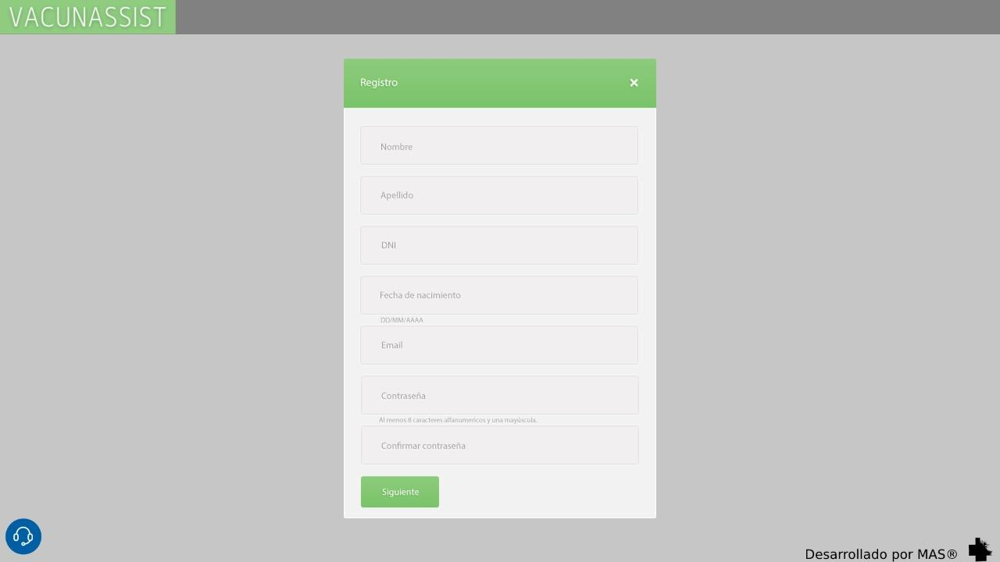 VACUNASSIST
Registro
Nombre
Apellido
DNI
Fecha de nacimiento
DD/MM/AAAA
Email
Contraseña
Al menos 8 caracteres alfanumericos y una mayúscula.
Confirmar contraseña
Siguiente
Desarrollado por MAS®